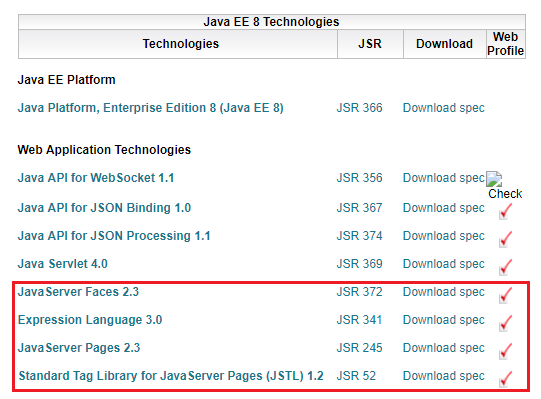 Java EE 8 Technologies
Technologies JSR Download Web Profile
Java EE Platform
Java Platform, Enterprise Edition 8 (Java EE 8) JSR 366 Download spec
Web Application Technologies
Java API for WebSocket 1.1 JSR 356 Download spec Check
Java API for JSON Binding 1.0 JSR 367 Download spec
Java API for JSON Processing 1.1 JSR 374 Download spec
Java Servlet 4.0 JSR 369 Download spec
JavaServer Faces 2.3 JSR 372 Download spec
Expression Language 3.0 JSR 341 Download spec
JavaServer Pages 2.3 JSR 245 Download spec
Standard Tag Library for JavaServer Pages (JSTL) 1.2 JSR 52 Download spec